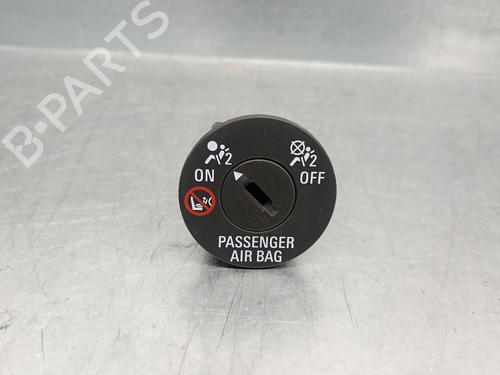 B-PARTS
2 2
ON OFF
PASSENGER
AIR BAG